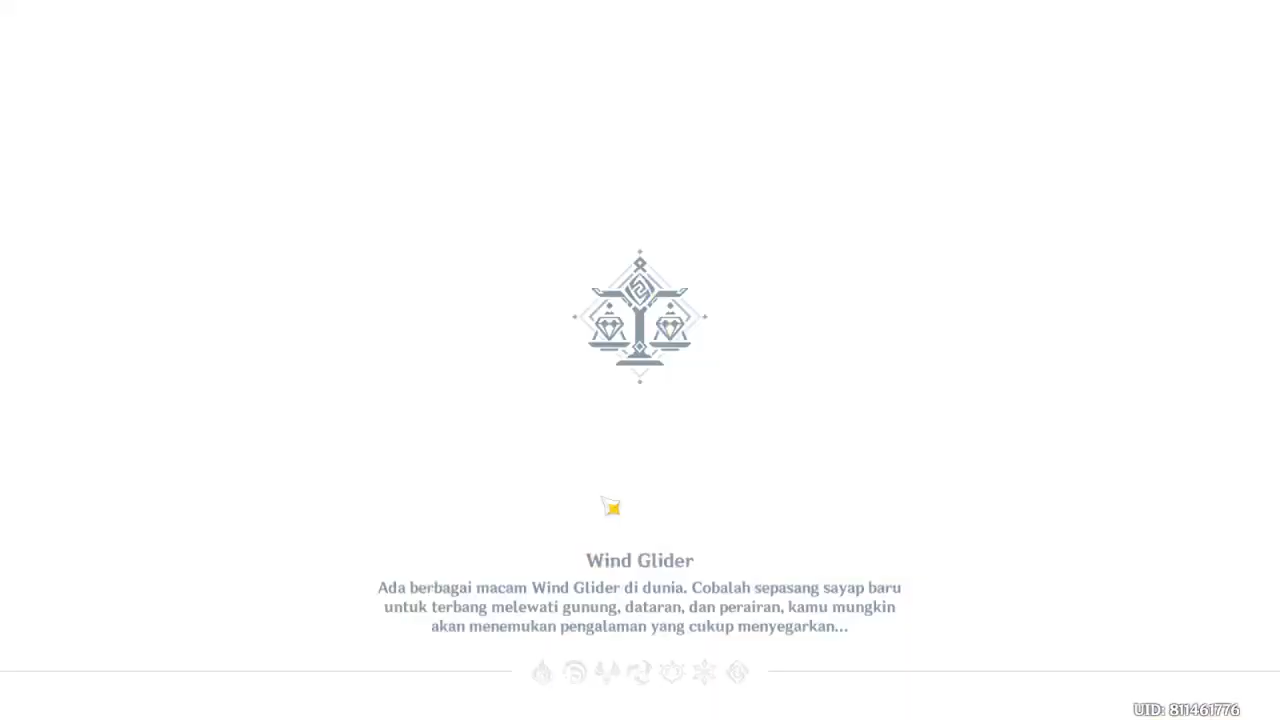 Wind Glider
Ada berbagai macam Wind Glider di dunia. Cobalah sepasang sayap baru
untuk terbang melewati gunung, dataran, dan perairan, kamu mungkin
akan menemukan pengalaman yang cukup menyegarkan...
UID: 811461776